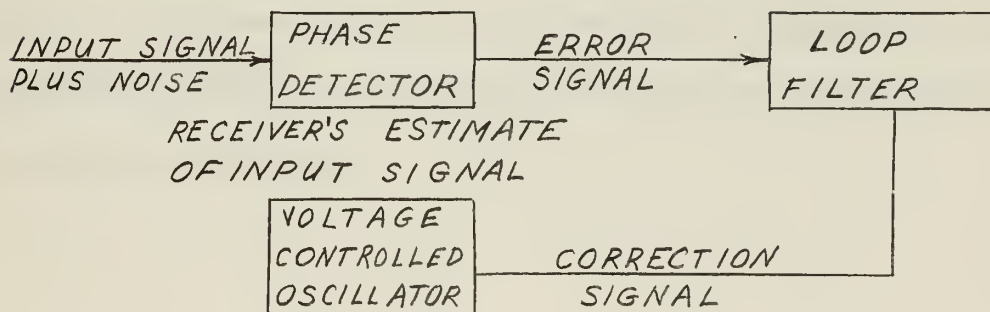 INPUT SIGNAL
PLUS NOISE
PHASE
DETECTOR
ERROR
SIGNAL
LOOP
FILTER
RECEIVER'S ESTIMATE
OF INPUT SIGNAL
VOLTAGE
CONTROLLED
OSCILLATOR
CORRECTION
SIGNAL